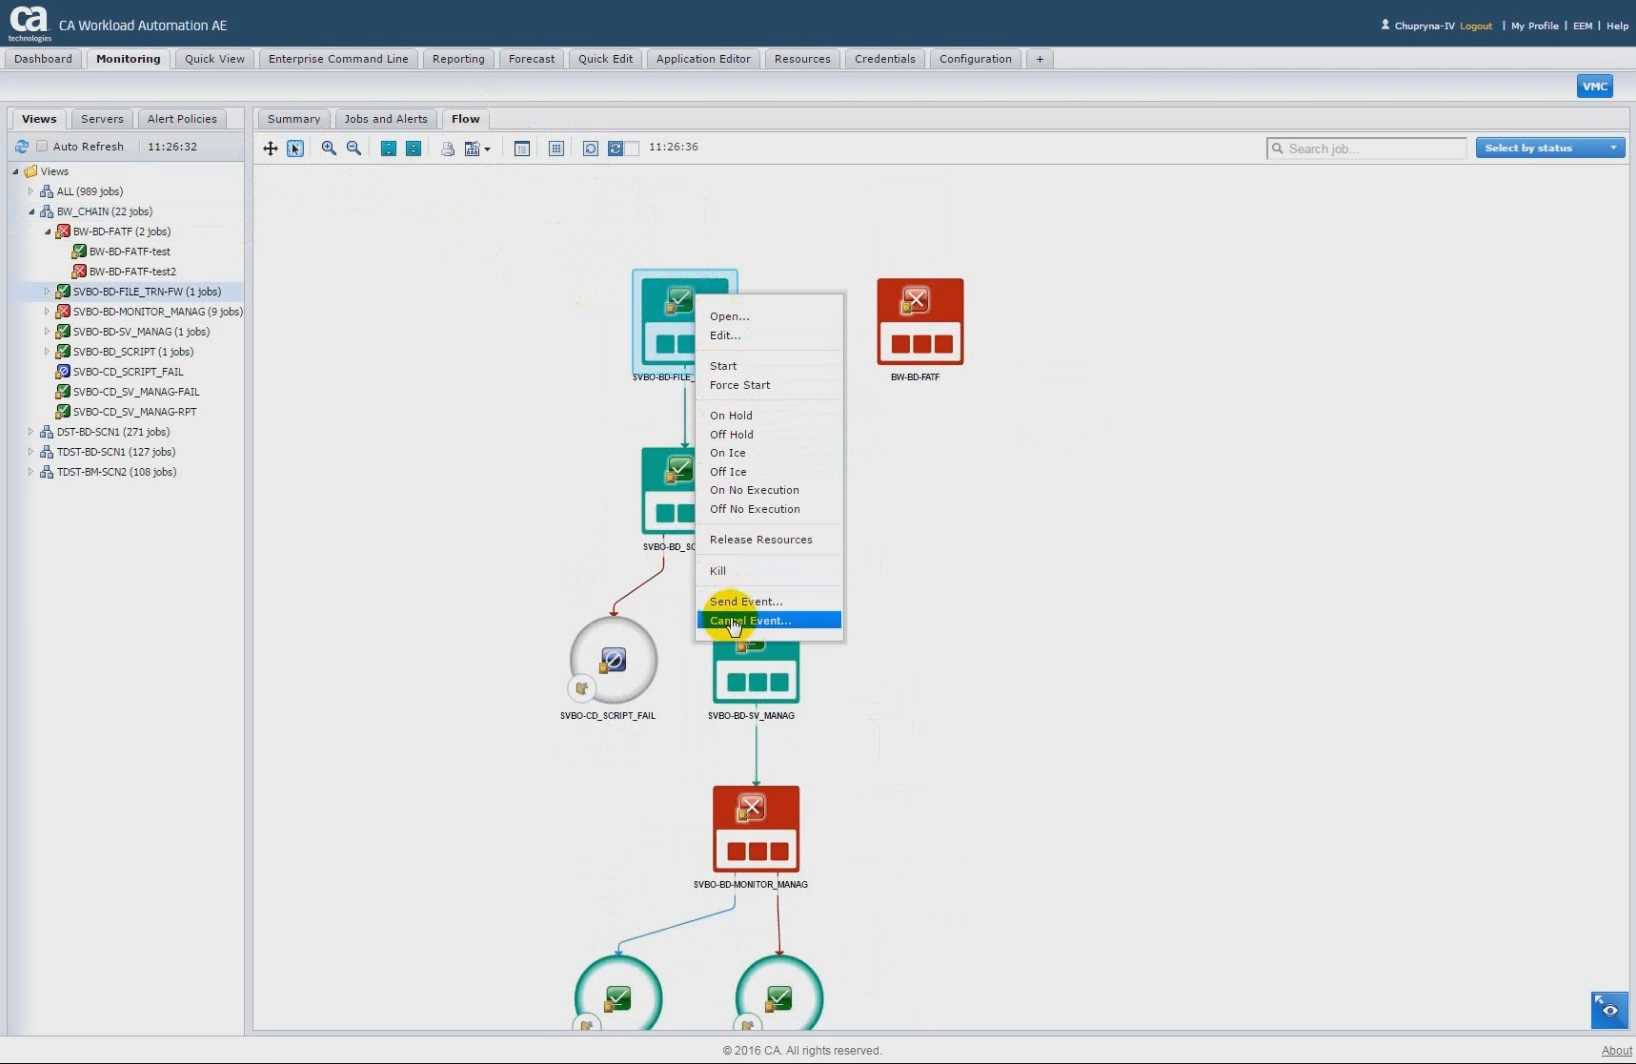 ca
technologies
CA Workload Automation AE
Chupryna-IV Logout | My Profile | EEM | Help
Dashboard
Monitoring
Quick View
Enterprise Command Line
Reporting
Forecast
Quick Edit
Application Editor
Resources
Credentials
Configuration
+
VMC
Views
Servers
Alert Policies
Summary
Jobs and Alerts
Flow
Auto Refresh
11:26:32
11:26:36
Search job...
Select by status
Views
ALL (989 jobs)
BW_CHAIN (22 jobs)
BW-BD-FATF (2 jobs)
BW-BD-FATF-test
BW-BD-FATF-test2
SVBO-BD-FILE_TRN-FW (1 jobs)
SVBO-BD-MONITOR_MANAG (9 jobs)
SVBO-BD-SV_MANAG (1 jobs)
SVBO-BD_SCRIPT (1 jobs)
SVBO-CD_SCRIPT_FAIL
SVBO-CD_SV_MANAG-FAIL
SVBO-CD_SV_MANAG-RPT
DST-BD-SCN1 (271 jobs)
TDST-BD-SCN1 (127 jobs)
TDST-BM-SCN2 (108 jobs)
SVBO-BD-FILE_
BW-BD-FATF
Open...
Edit...
Start
Force Start
On Hold
Off Hold
On Ice
Off Ice
On No Execution
Off No Execution
Release Resources
Kill
Send Event...
Cancel Event...
SVBO-BD_SC
SVBO-CD_SCRIPT_FAIL
SVBO-BD-SV_MANAG
SVBO-BD-MONITOR_MANAG
© 2016 CA. All rights reserved.
About